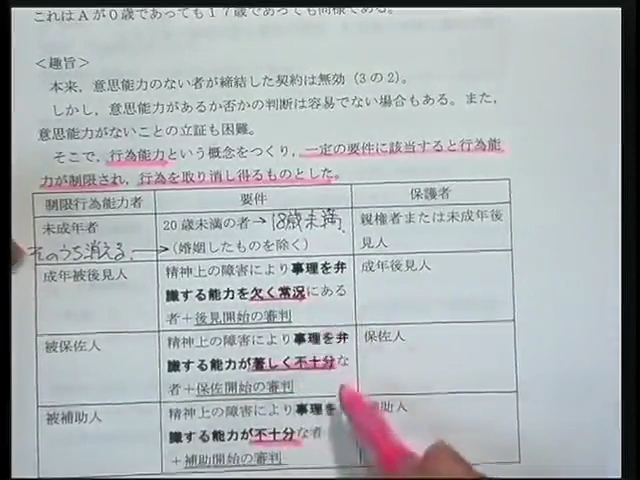 これはAが0歳であっても17歳であっても同様である。
＜趣旨＞
本来、意思能力のない者が締結した契約は無効（3の2）。
しかし、意思能力があるか否かの判断は容易でない場合もある。また、
意思能力がないことの立証も困難。
そこで、行為能力という概念をつくり、一定の要件に該当すると行為能
力が制限され、行為を取り消し得るものとした。
制限行為能力者 要件 保護者
未成年者 20歳未満の者→18歳未満. 親権者または未成年後
そのうち消える.→（婚姻したものを除く） 見人
成年被後見人 精神上の障害により事理を弁 成年後見人
識する能力を欠く常況にある
者＋後見開始の審判
被保佐人 精神上の障害により事理を弁 保佐人
識する能力が著しく不十分な
者＋保佐開始の審判
被補助人 精神上の障害により事理を 助人
識する能力が不十分な者
＋補助開始の審判